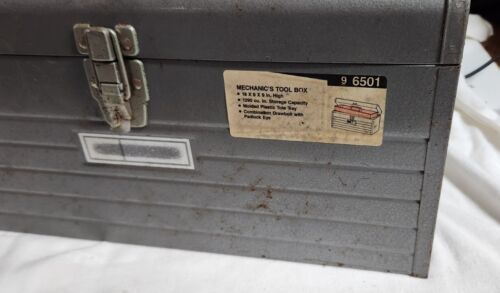 9 6501
MECHANIC'S TOOL BOX
• 18 X 9 X 9 in. High
• 1290 cu. in. Storage Capacity
• Molded Plastic Tote Tray
• Combination Drawbolt with
Padlock Eye